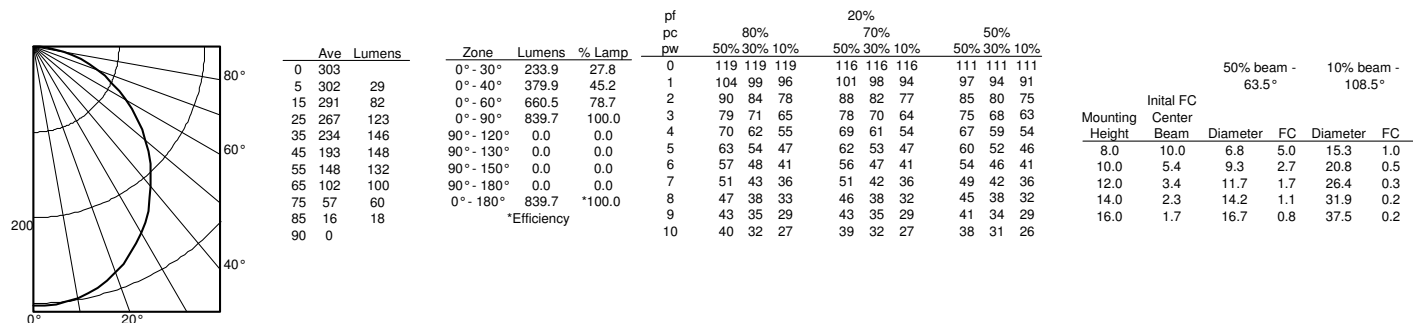 80°
60°
40°
200
0° 20°
Ave Lumens
0 303
5 302 29
15 291 82
25 267 123
35 234 146
45 193 148
55 148 132
65 102 100
75 57 60
85 16 18
90 0
Zone Lumens % Lamp
0° - 30° 233.9 27.8
0° - 40° 379.9 45.2
0° - 60° 660.5 78.7
0° - 90° 839.7 100.0
90° - 120° 0.0 0.0
90° - 130° 0.0 0.0
90° - 150° 0.0 0.0
90° - 180° 0.0 0.0
0° - 180° 839.7 *100.0
*Efficiency
pf 20%
pc 80% 70% 50%
pw 50% 30% 10% 50% 30% 10% 50% 30% 10%
0 119 119 119 116 116 116 111 111 111
1 104 99 96 101 98 94 97 94 91
2 90 84 78 88 82 77 85 80 75
3 79 71 65 78 70 64 75 68 63
4 70 62 55 69 61 54 67 59 54
5 63 54 47 62 53 47 60 52 46
6 57 48 41 56 47 41 54 46 41
7 51 43 36 51 42 36 49 42 36
8 47 38 33 46 38 32 45 38 32
9 43 35 29 43 35 29 41 34 29
10 40 32 27 39 32 27 38 31 26
50% beam - 10% beam -
63.5° 108.5°
Inital FC
Mounting Center
Height Beam Diameter FC Diameter FC
8.0 10.0 6.8 5.0 15.3 1.0
10.0 5.4 9.3 2.7 20.8 0.5
12.0 3.4 11.7 1.7 26.4 0.3
14.0 2.3 14.2 1.1 31.9 0.2
16.0 1.7 16.7 0.8 37.5 0.2